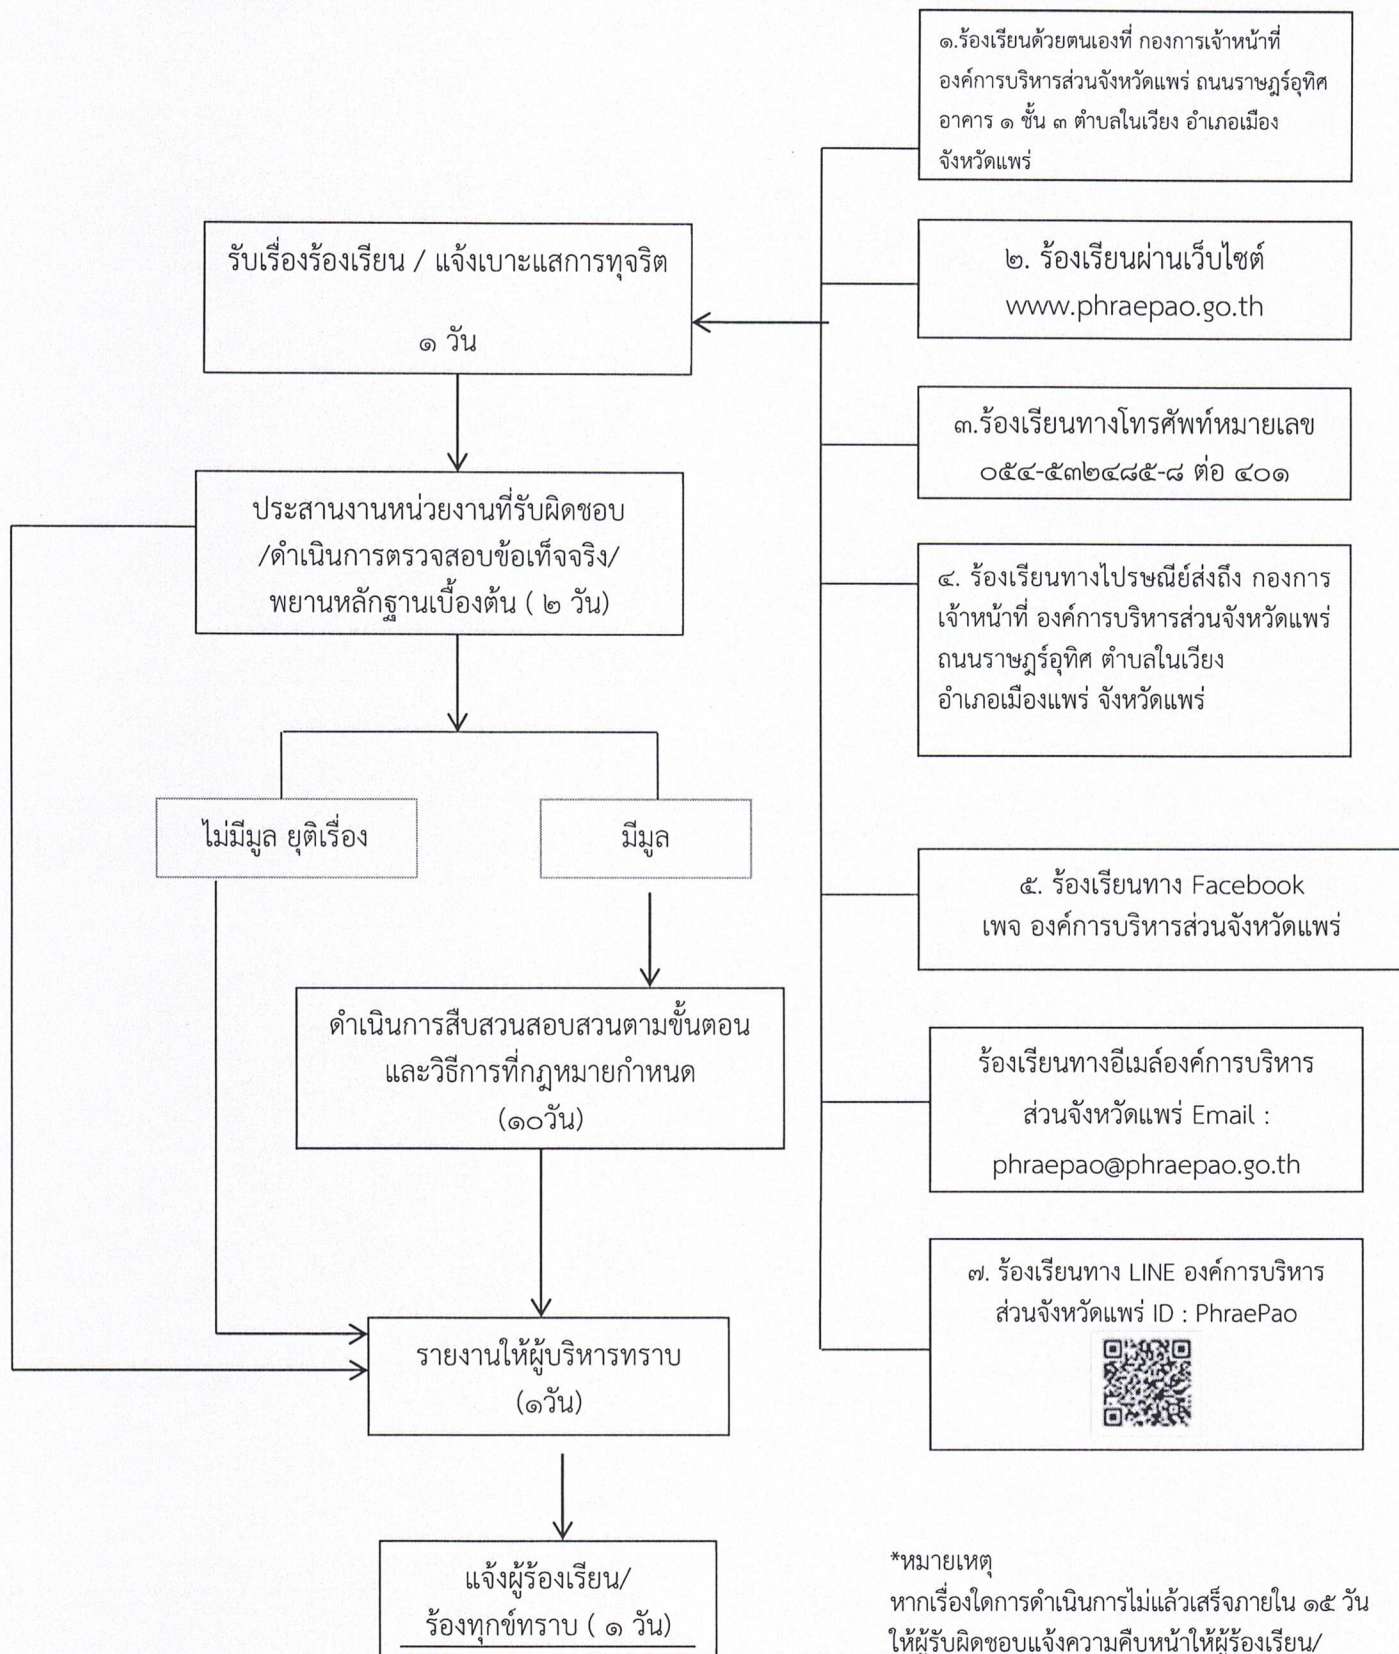 ๑.ร้องเรียนด้วยตนเองที่ กองการเจ้าหน้าที่
องค์การบริหารส่วนจังหวัดแพร่ ถนนราษฎร์อุทิศ
อาคาร ๑ ชั้น ๓ ตำบลในเวียง อำเภอเมือง
จังหวัดแพร่
รับเรื่องร้องเรียน / แจ้งเบาะแสการทุจริต
๑ วัน
๒. ร้องเรียนผ่านเว็บไซต์
www.phraepao.go.th
๓.ร้องเรียนทางโทรศัพท์หมายเลข
๐๕๔-๕๓๒๔๘๕-๘ ต่อ ๔๐๑
ประสานงานหน่วยงานที่รับผิดชอบ
/ดำเนินการตรวจสอบข้อเท็จจริง/
พยานหลักฐานเบื้องต้น ( ๒ วัน)
๔. ร้องเรียนทางไปรษณีย์ส่งถึง กองการ
เจ้าหน้าที่ องค์การบริหารส่วนจังหวัดแพร่
ถนนราษฎร์อุทิศ ตำบลในเวียง
อำเภอเมืองแพร่ จังหวัดแพร่
ไม่มีมูล ยุติเรื่อง
มีมูล
๕. ร้องเรียนทาง Facebook
เพจ องค์การบริหารส่วนจังหวัดแพร่
ดำเนินการสืบสวนสอบสวนตามขั้นตอน
และวิธีการที่กฎหมายกำหนด
(๑๐วัน)
ร้องเรียนทางอีเมล์องค์การบริหาร
ส่วนจังหวัดแพร่ Email :
phraepao@phraepao.go.th
๗. ร้องเรียนทาง LINE องค์การบริหาร
ส่วนจังหวัดแพร่ ID : PhraePao
รายงานให้ผู้บริหารทราบ
(๑วัน)
แจ้งผู้ร้องเรียน/
ร้องทุกข์ทราบ ( ๑ วัน)
*หมายเหตุ
หากเรื่องใดการดำเนินการไม่แล้วเสร็จภายใน ๑๕ วัน
ให้ผู้รับผิดชอบแจ้งความคืบหน้าให้ผู้ร้องเรียน/